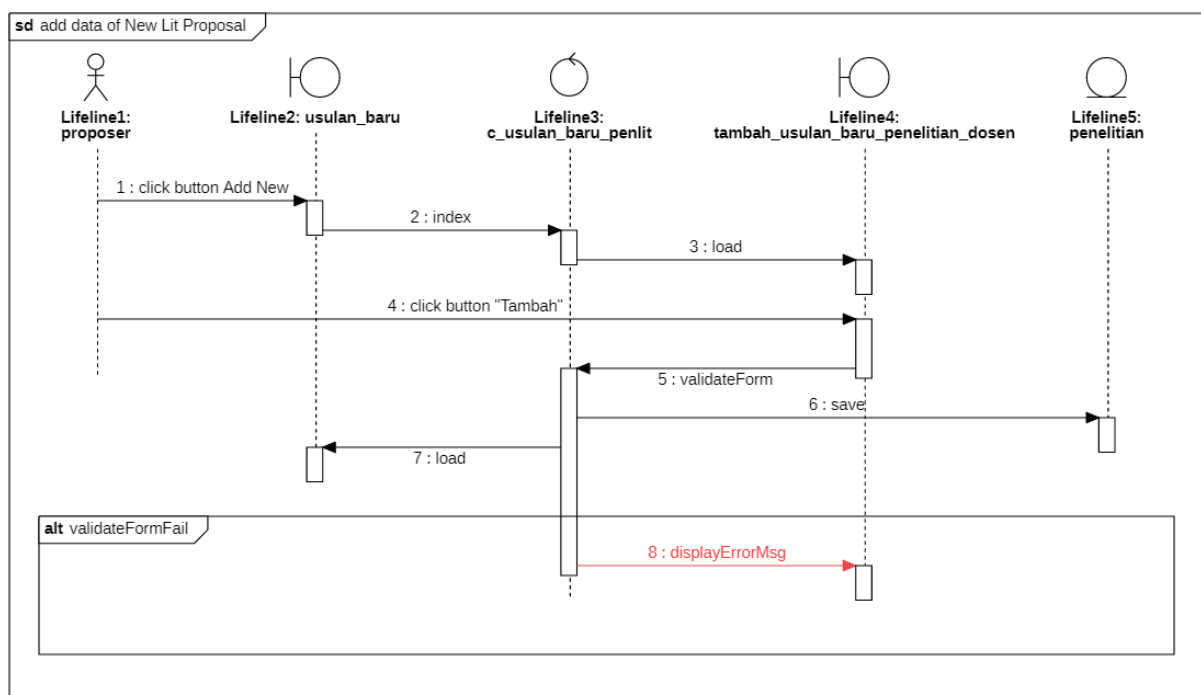 sd add data of New Lit Proposal
Lifeline1:
proposer
Lifeline2: usulan_baru
Lifeline3:
c_usulan_baru_penlit
Lifeline4:
tambah_usulan_baru_penelitian_dosen
Lifeline5:
penelitian
1 : click button Add New
2 : index
3 : load
4 : click button "Tambah"
5 : validateForm
6 : save
7 : load
alt validateFormFail
8 : displayErrorMsg